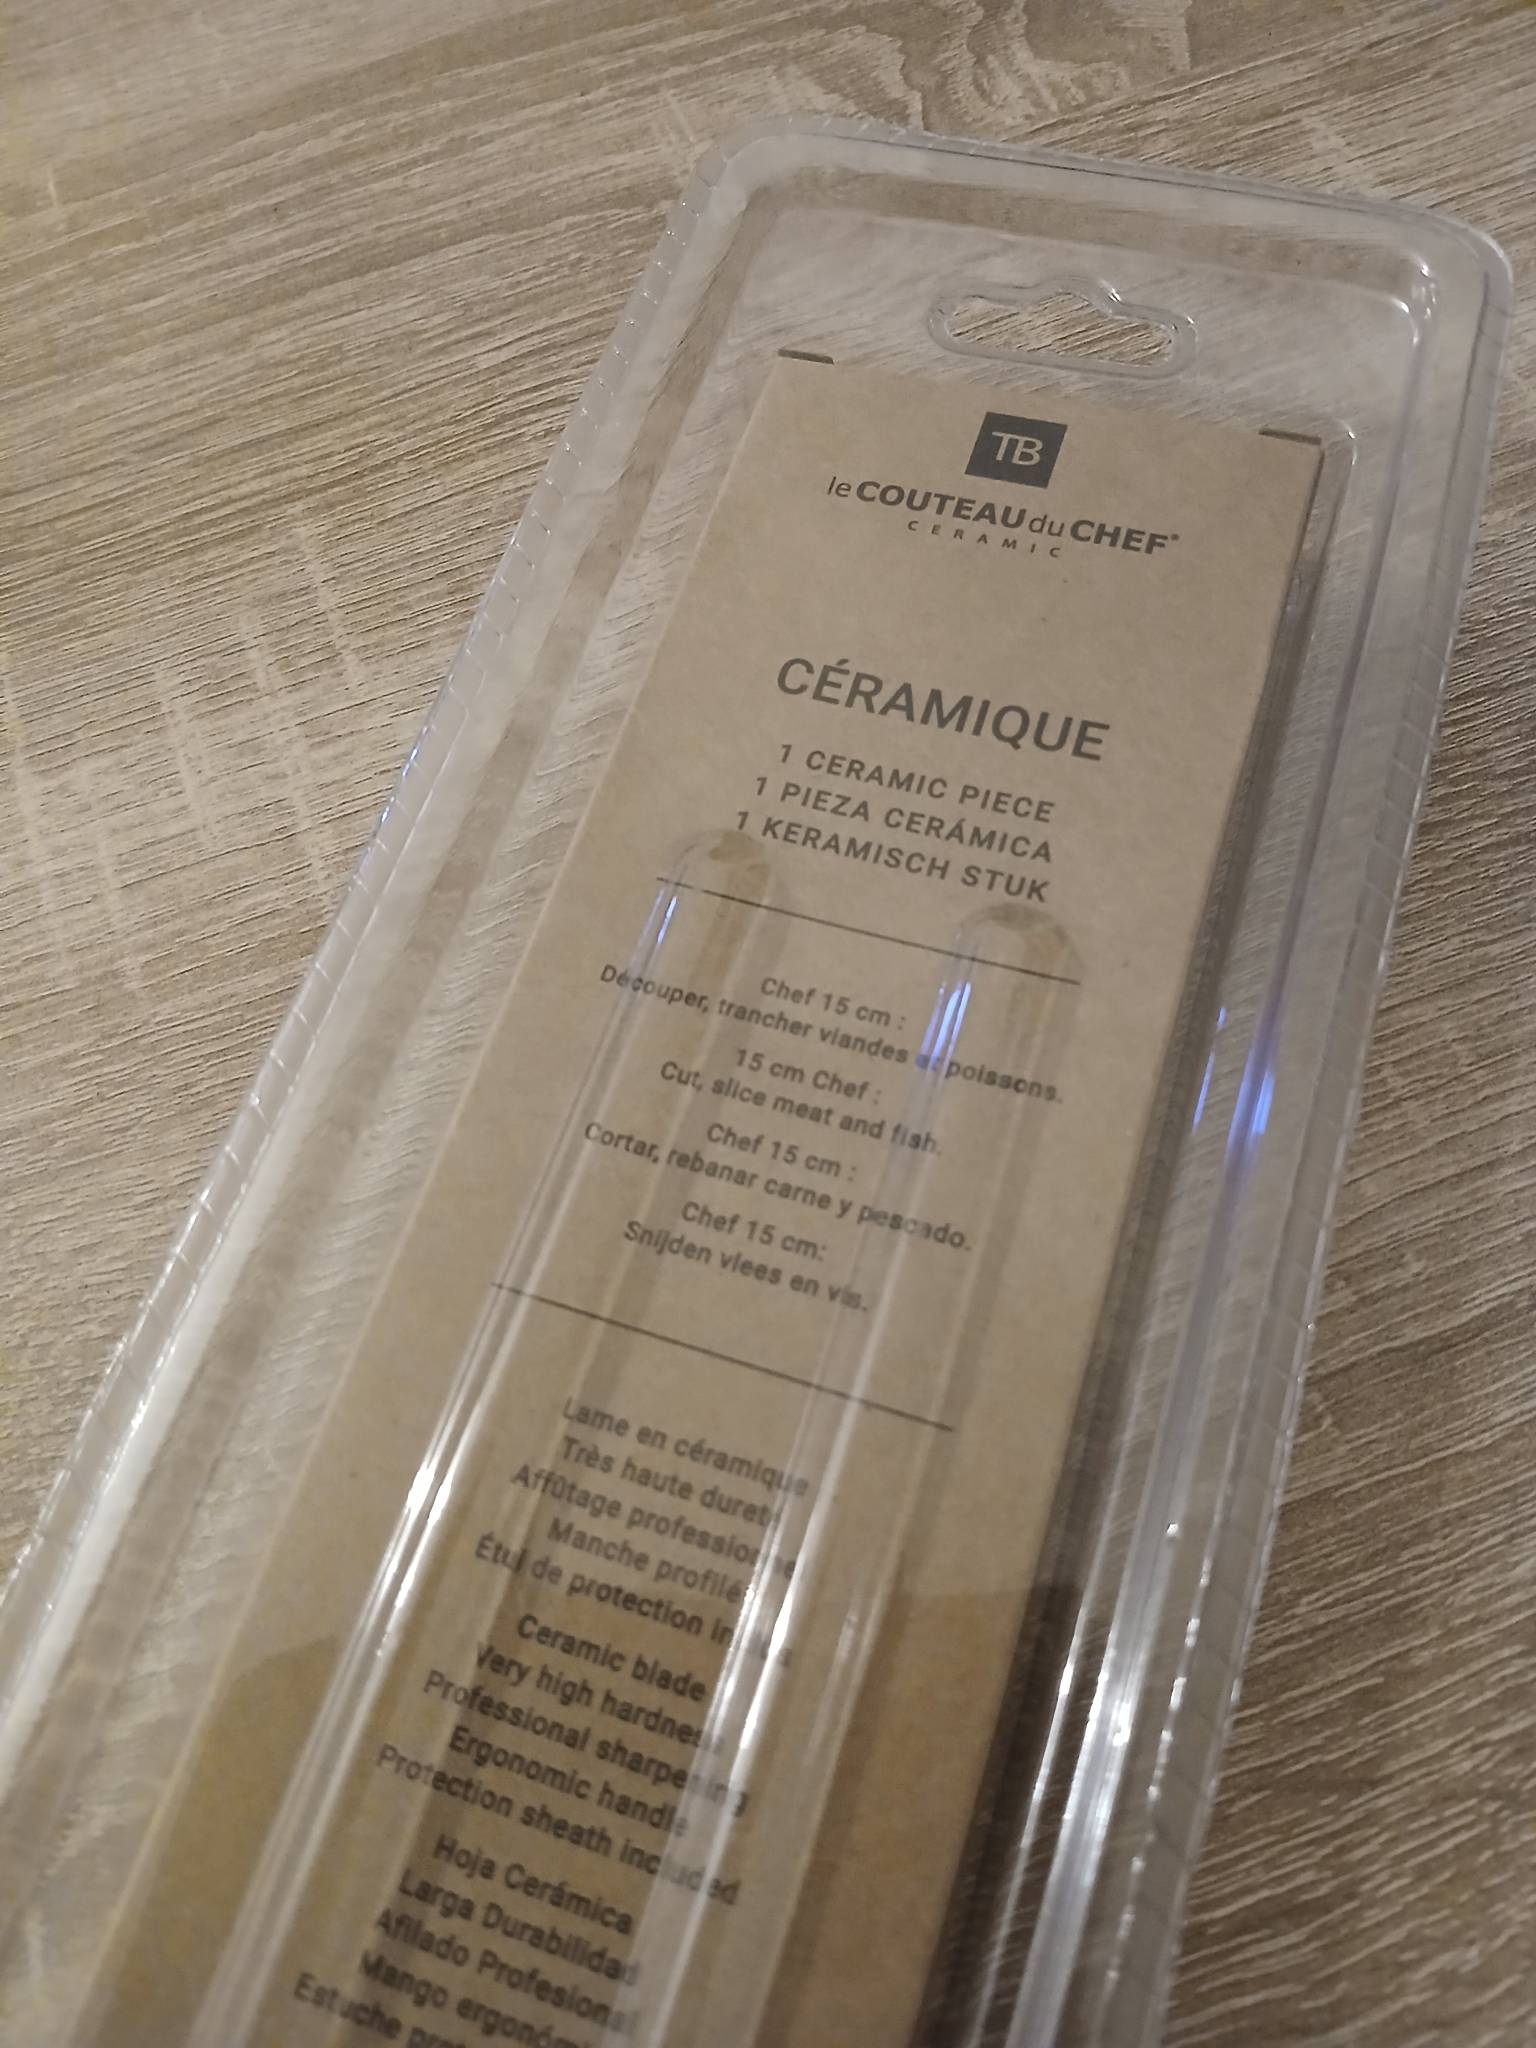 TB
le COUTEAU du CHEF®
CERAMIC
CÉRAMIQUE
1 CERAMIC PIECE
1 PIEZA CERÁMICA
1 KERAMISCH STUK
Chef 15 cm :
Découper, trancher viandes et poissons.
15 cm Chef :
Cut, slice meat and fish.
Chef 15 cm :
Cortar, rebanar carne y pescado.
Chef 15 cm:
Snijden vlees en vis.
Lame en céramique
Très haute dureté
Affûtage professionnel
Manche profilé
Étui de protection inclus
Ceramic blade
Very high hardness
Professional sharpening
Ergonomic handle
Protection sheath included
Hoja Cerámica
Larga Durabilidad
Afilado Profesional
Mango
Estuche